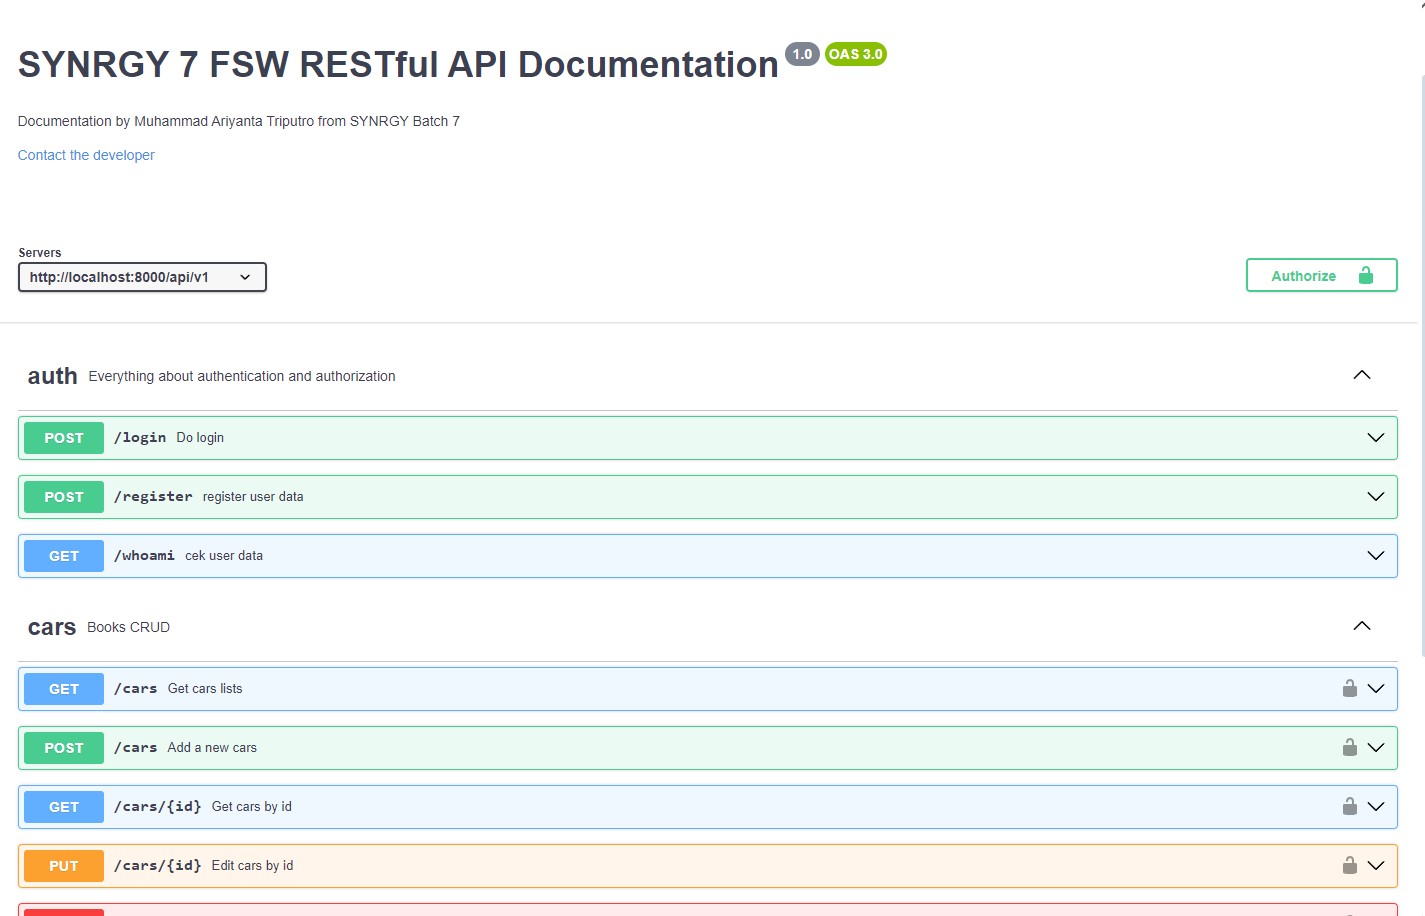 SYNRGY 7 FSW RESTful API Documentation 1.0 OAS 3.0
Documentation by Muhammad Ariyanta Triputro from SYNRGY Batch 7
Contact the developer
Servers
http://localhost:8000/api/v1
Authorize
auth Everything about authentication and authorization
POST /login Do login
POST /register register user data
GET /whoami cek user data
cars Books CRUD
GET /cars Get cars lists
POST /cars Add a new cars
GET /cars/{id} Get cars by id
PUT /cars/{id} Edit cars by id